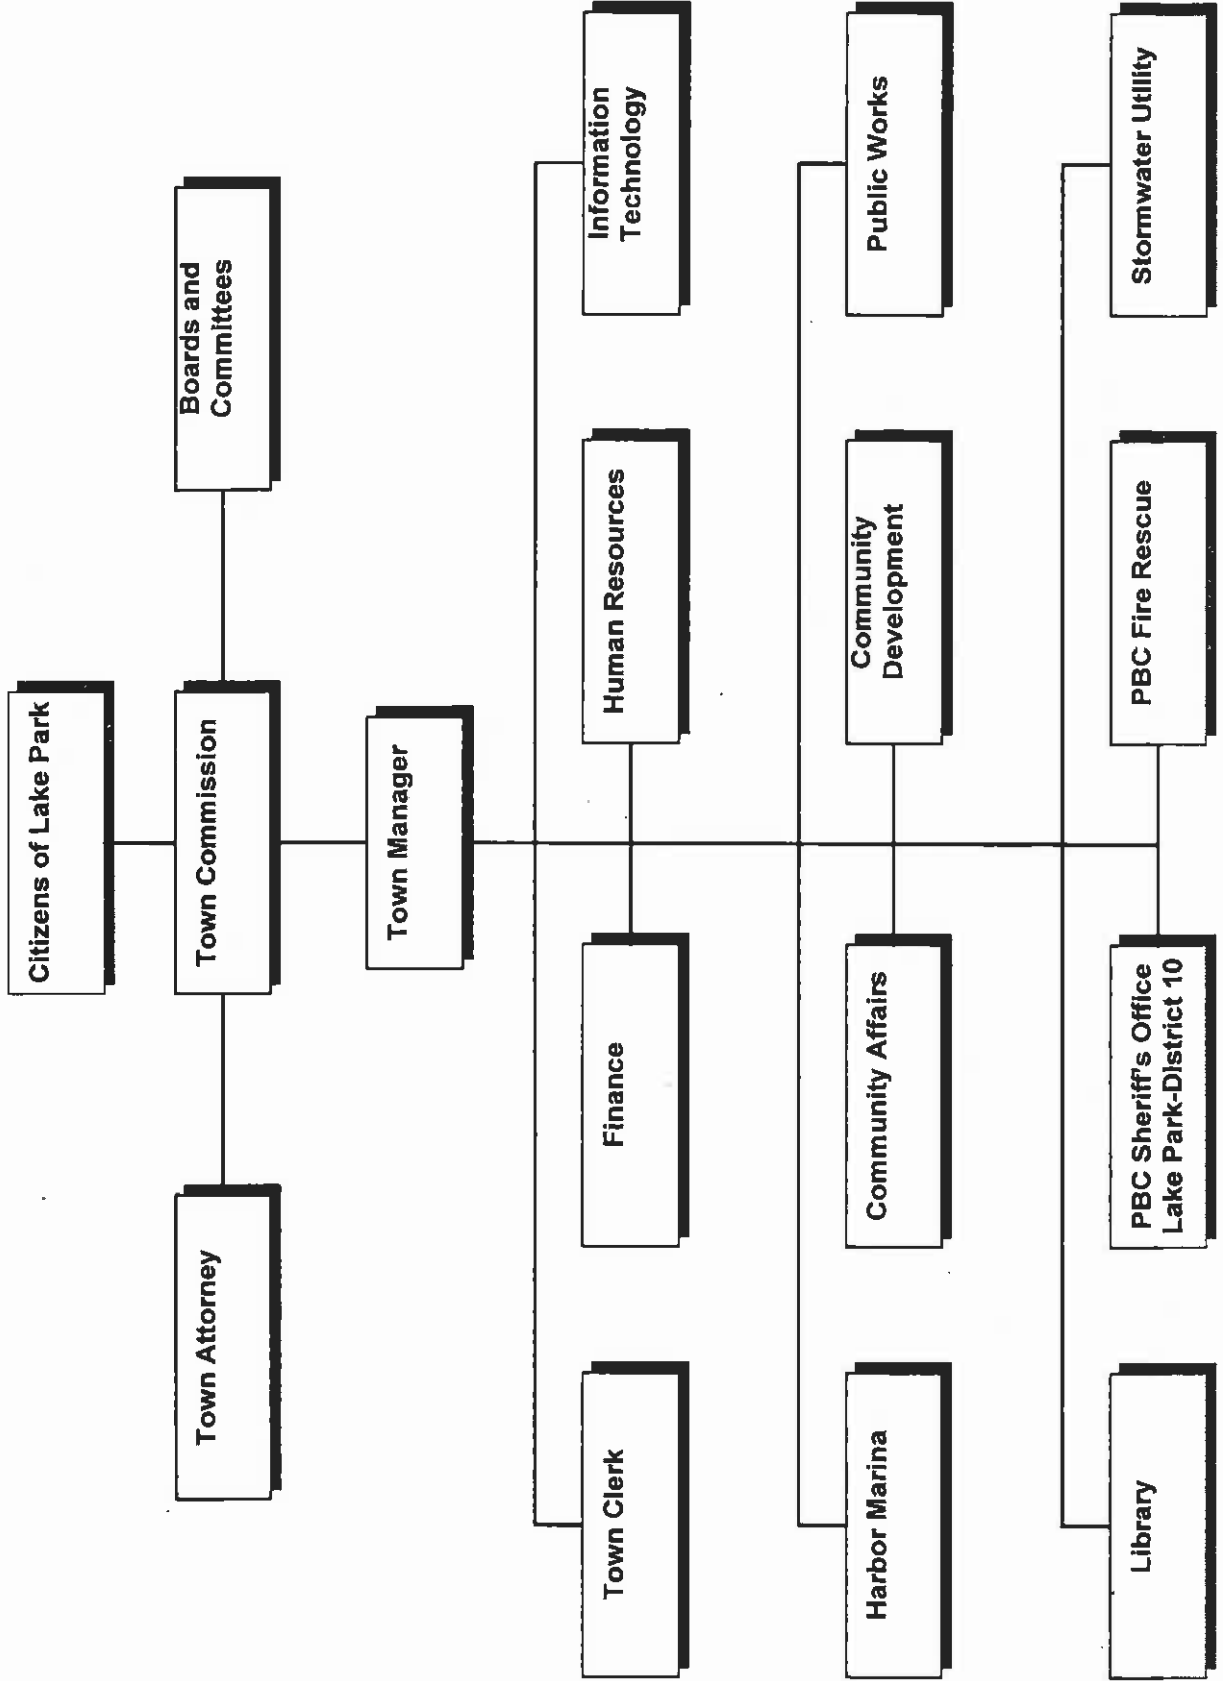 Citizens of Lake Park
Town Attorney
Town Commission
Boards and
Committees
Town Manager
Town Clerk
Finance
Human Resources
Information
Technology
Harbor Marina
Community Affairs
Community
Development
Public Works
Library
PBC Sheriff's Office
Lake Park-District 10
PBC Fire Rescue
Stormwater Utility